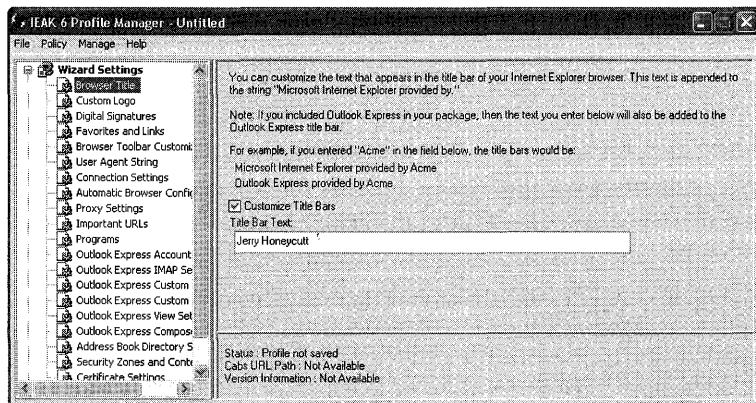 IEAK 6 Profile Manager - Untitled
File Policy Manage Help
Wizard Settings
Browser Title
Custom Logo
Digital Signatures
Favorites and Links
Browser Toolbar Customi
User Agent String
Connection Settings
Automatic Browser Confi
Proxy Settings
Important URLs
Programs
Outlook Express Account
Outlook Express IMAP Se
Outlook Express Custom
Outlook Express Custom
Outlook Express View Set
Outlook Express Compos
Address Book Directory S
Security Zones and Conte
Certificate Settings
You can customize the text that appears in the title bar of your Internet Explorer browser. This text is appended to
the string "Microsoft Internet Explorer provided by."
Note: If you included Outlook Express in your package, then the text you enter below will also be added to the
Outlook Express title bar.
For example, if you entered "Acme" in the field below, the title bars would be:
Microsoft Internet Explorer provided by Acme
Outlook Express provided by Acme
Customize Title Bars
Title Bar Text:
Jerry Honeycutt
Status : Profile not saved
Cabs URL Path : Not Available
Version Information : Not Available